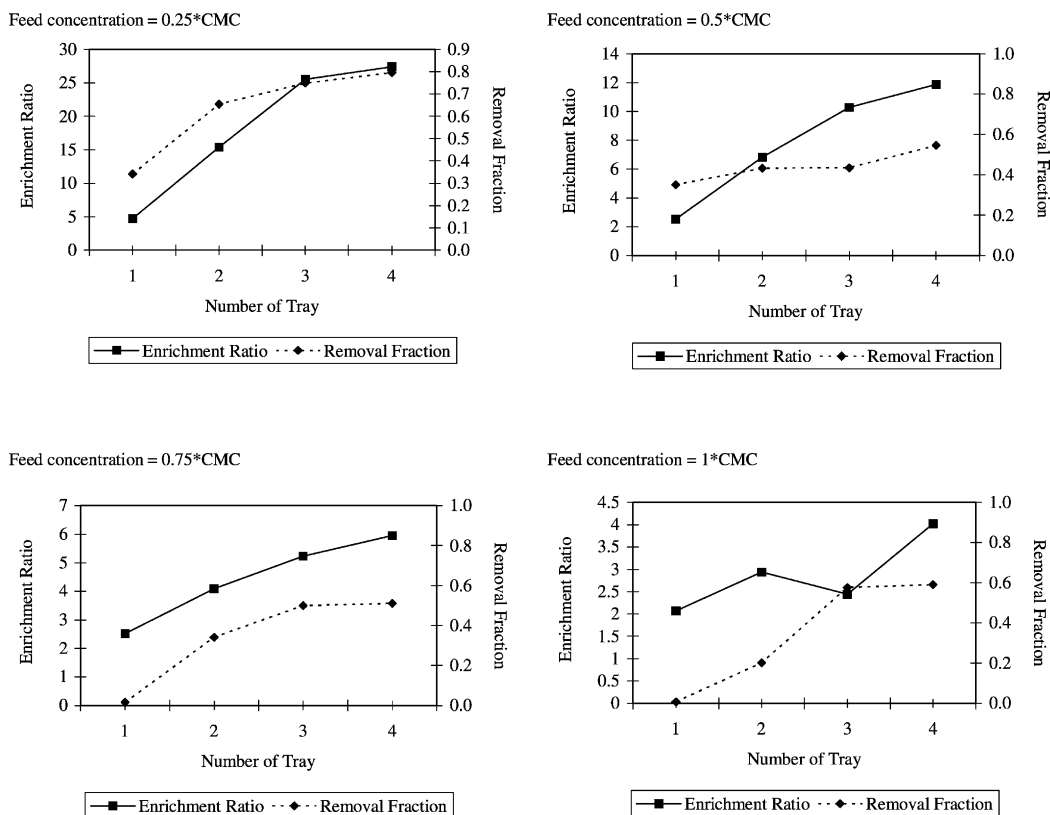 Feed concentration = 0.25*CMC
30
25
20
15
10
5
0
Enrichment Ratio
0.9
0.8
0.7
0.6
0.5
0.4
0.3
0.2
0.1
0.0
Removal Fraction
1 2 3 4
Number of Tray
Enrichment Ratio Removal Fraction
Feed concentration = 0.5*CMC
14
12
10
8
6
4
2
0
Enrichment Ratio
1.0
0.8
0.6
0.4
0.2
0.0
Removal Fraction
1 2 3 4
Number of Tray
Enrichment Ratio Removal Fraction
Feed concentration = 0.75*CMC
7
6
5
4
3
2
1
0
Enrichment Ratio
1.0
0.8
0.6
0.4
0.2
0.0
Removal Fraction
1 2 3 4
Number of Tray
Enrichment Ratio Removal Fraction
Feed concentration = 1*CMC
4.5
4
3.5
3
2.5
2
1.5
1
0.5
0
Enrichment Ratio
1.0
0.8
0.6
0.4
0.2
0.0
Removal Fraction
1 2 3 4
Number of Tray
Enrichment Ratio Removal Fraction